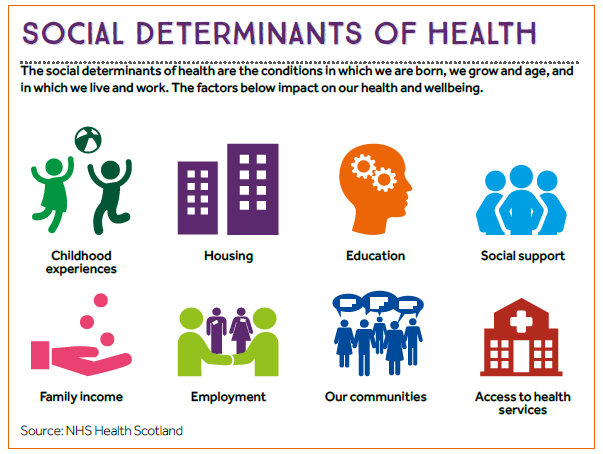 SOCIAL DETERMINANTS OF HEALTH
The social determinants of health are the conditions in which we are born, we grow and age, and
in which we live and work. The factors below impact on our health and wellbeing.
Childhood
experiences
Housing
Education
Social support
Family income
Employment
Our communities
Access to health
services
Source: NHS Health Scotland